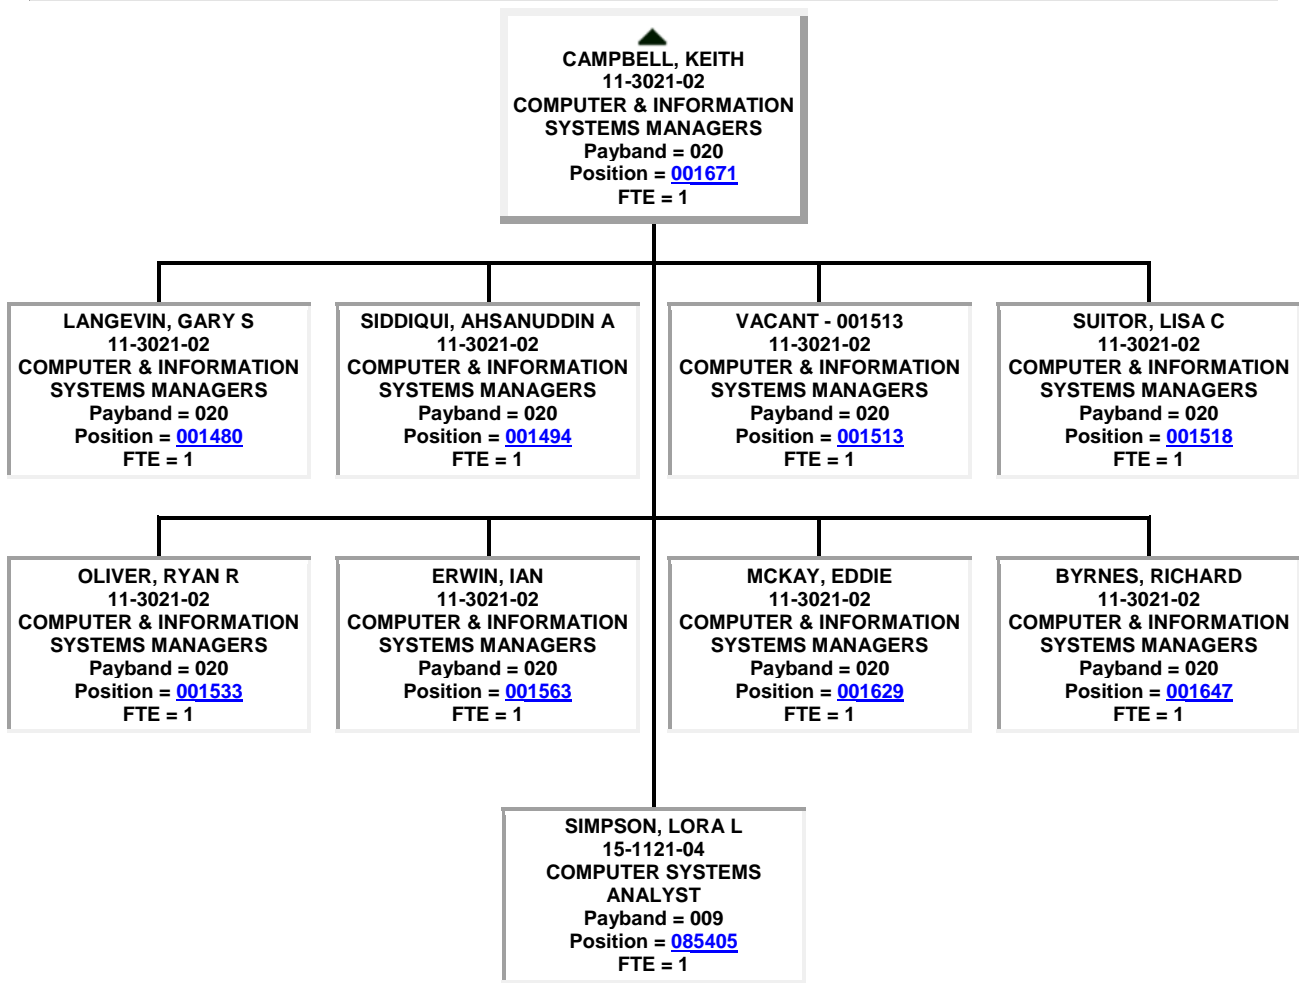 CAMPBELL, KEITH
11-3021-02
COMPUTER & INFORMATION
SYSTEMS MANAGERS
Payband = 020
Position = 001671
FTE = 1
LANGEVIN, GARY S
11-3021-02
COMPUTER & INFORMATION
SYSTEMS MANAGERS
Payband = 020
Position = 001480
FTE = 1
SIDDIQUI, AHSANUDDIN A
11-3021-02
COMPUTER & INFORMATION
SYSTEMS MANAGERS
Payband = 020
Position = 001494
FTE = 1
VACANT - 001513
11-3021-02
COMPUTER & INFORMATION
SYSTEMS MANAGERS
Payband = 020
Position = 001513
FTE = 1
SUITOR, LISA C
11-3021-02
COMPUTER & INFORMATION
SYSTEMS MANAGERS
Payband = 020
Position = 001518
FTE = 1
OLIVER, RYAN R
11-3021-02
COMPUTER & INFORMATION
SYSTEMS MANAGERS
Payband = 020
Position = 001533
FTE = 1
ERWIN, IAN
11-3021-02
COMPUTER & INFORMATION
SYSTEMS MANAGERS
Payband = 020
Position = 001563
FTE = 1
MCKAY, EDDIE
11-3021-02
COMPUTER & INFORMATION
SYSTEMS MANAGERS
Payband = 020
Position = 001629
FTE = 1
BYRNES, RICHARD
11-3021-02
COMPUTER & INFORMATION
SYSTEMS MANAGERS
Payband = 020
Position = 001647
FTE = 1
SIMPSON, LORA L
15-1121-04
COMPUTER SYSTEMS
ANALYST
Payband = 009
Position = 085405
FTE = 1